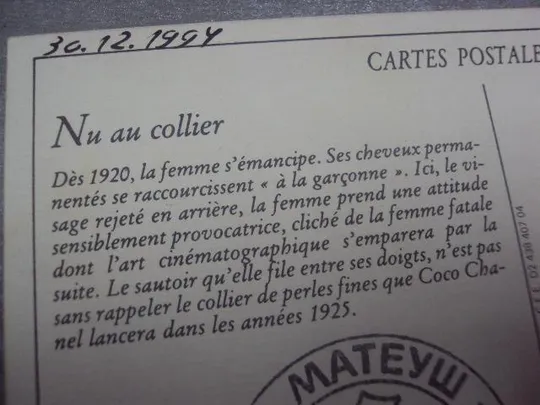 30.12.1994
CARTES POSTALE
Nu au collier
Dès 1920, la femme s'émancipe. Ses cheveux perma-
nentés se raccourcissent « à la garçonne ». Ici, le vi-
sage rejeté en arrière, la femme prend une attitude
sensiblement provocatrice, cliché de la femme fatale
dont l'art cinématographique s'emparera par la
suite. Le sautoir qu'elle file entre ses doigts, n'est pas
sans rappeler le collier de perles fines que Coco Cha-
nel lancera dans les années 1925.
МАТЕУШ